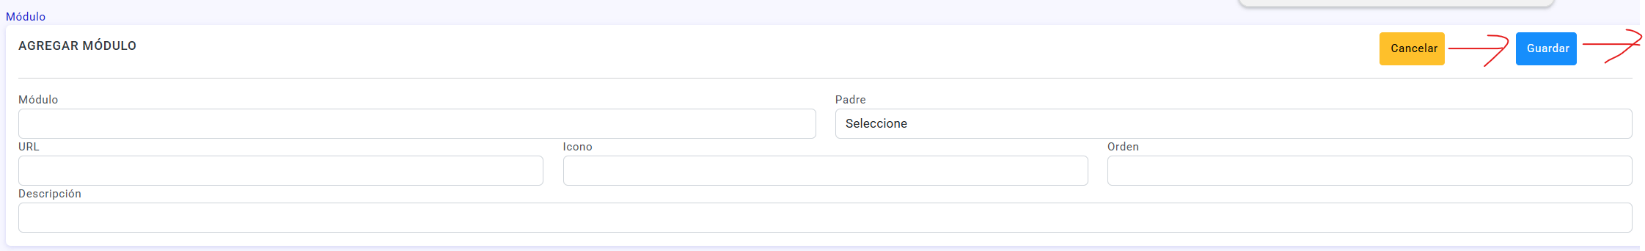 Módulo
AGREGAR MÓDULO
Cancelar
Guardar
Módulo
Padre
Seleccione
URL
Icono
Orden
Descripción